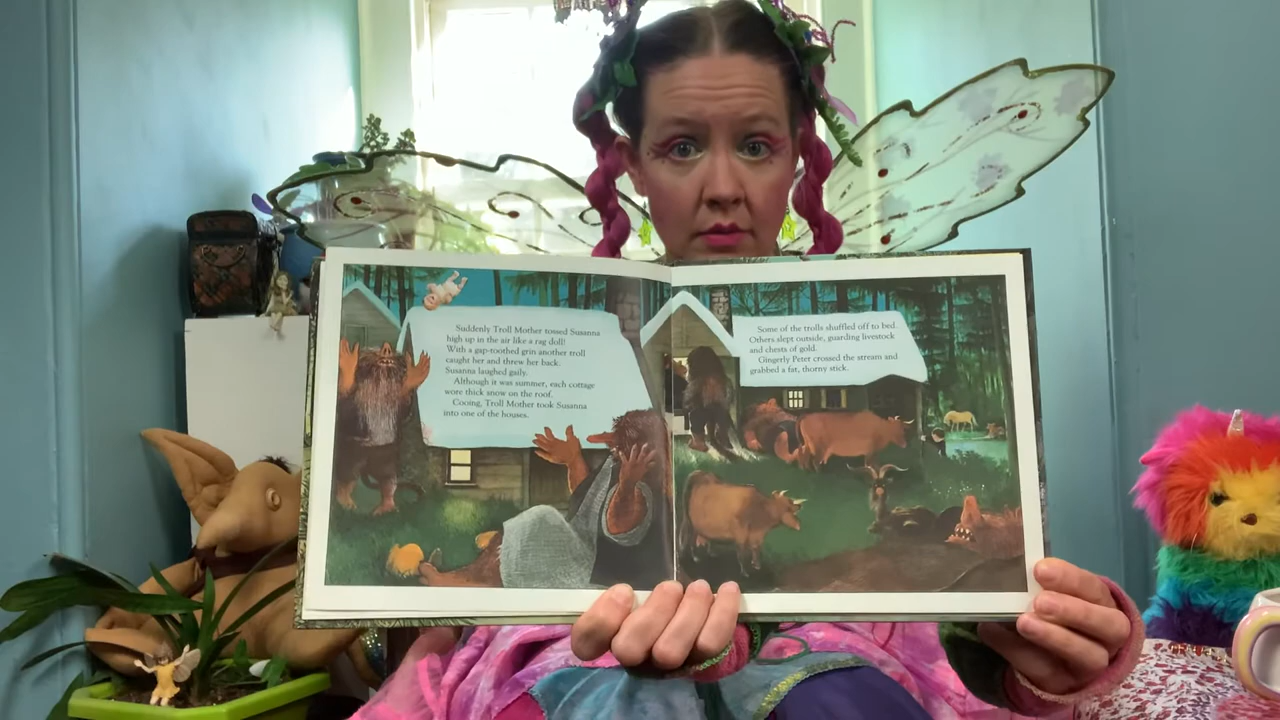 Suddenly Troll Mother tossed Susanna
high up in the air like a rag doll!
With a gap-toothed grin another troll
caught her and threw her back.
Susanna laughed gaily.
Although it was summer, each cottage
wore thick snow on the roof.
Cooing, Troll Mother took Susanna
into one of the houses.
Some of the trolls shuffled off to bed.
Others slept outside, guarding livestock
and chests of gold.
Gingerly Peter crossed the stream and
grabbed a fat, thorny stick.